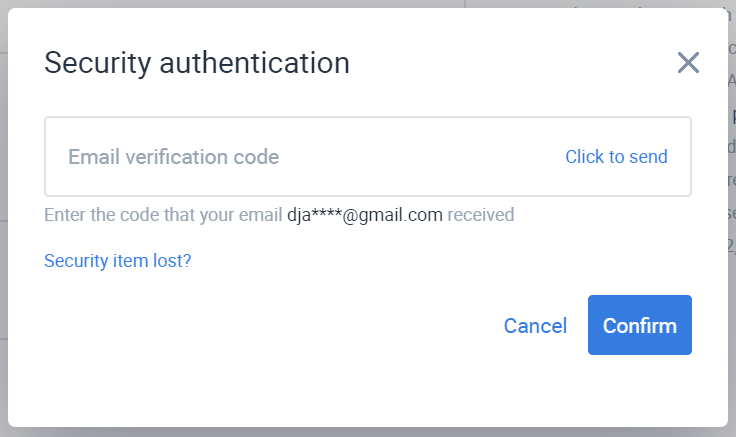 Security authentication
Email verification code Click to send
Enter the code that your email dja****@gmail.com received
Security item lost?
Cancel Confirm